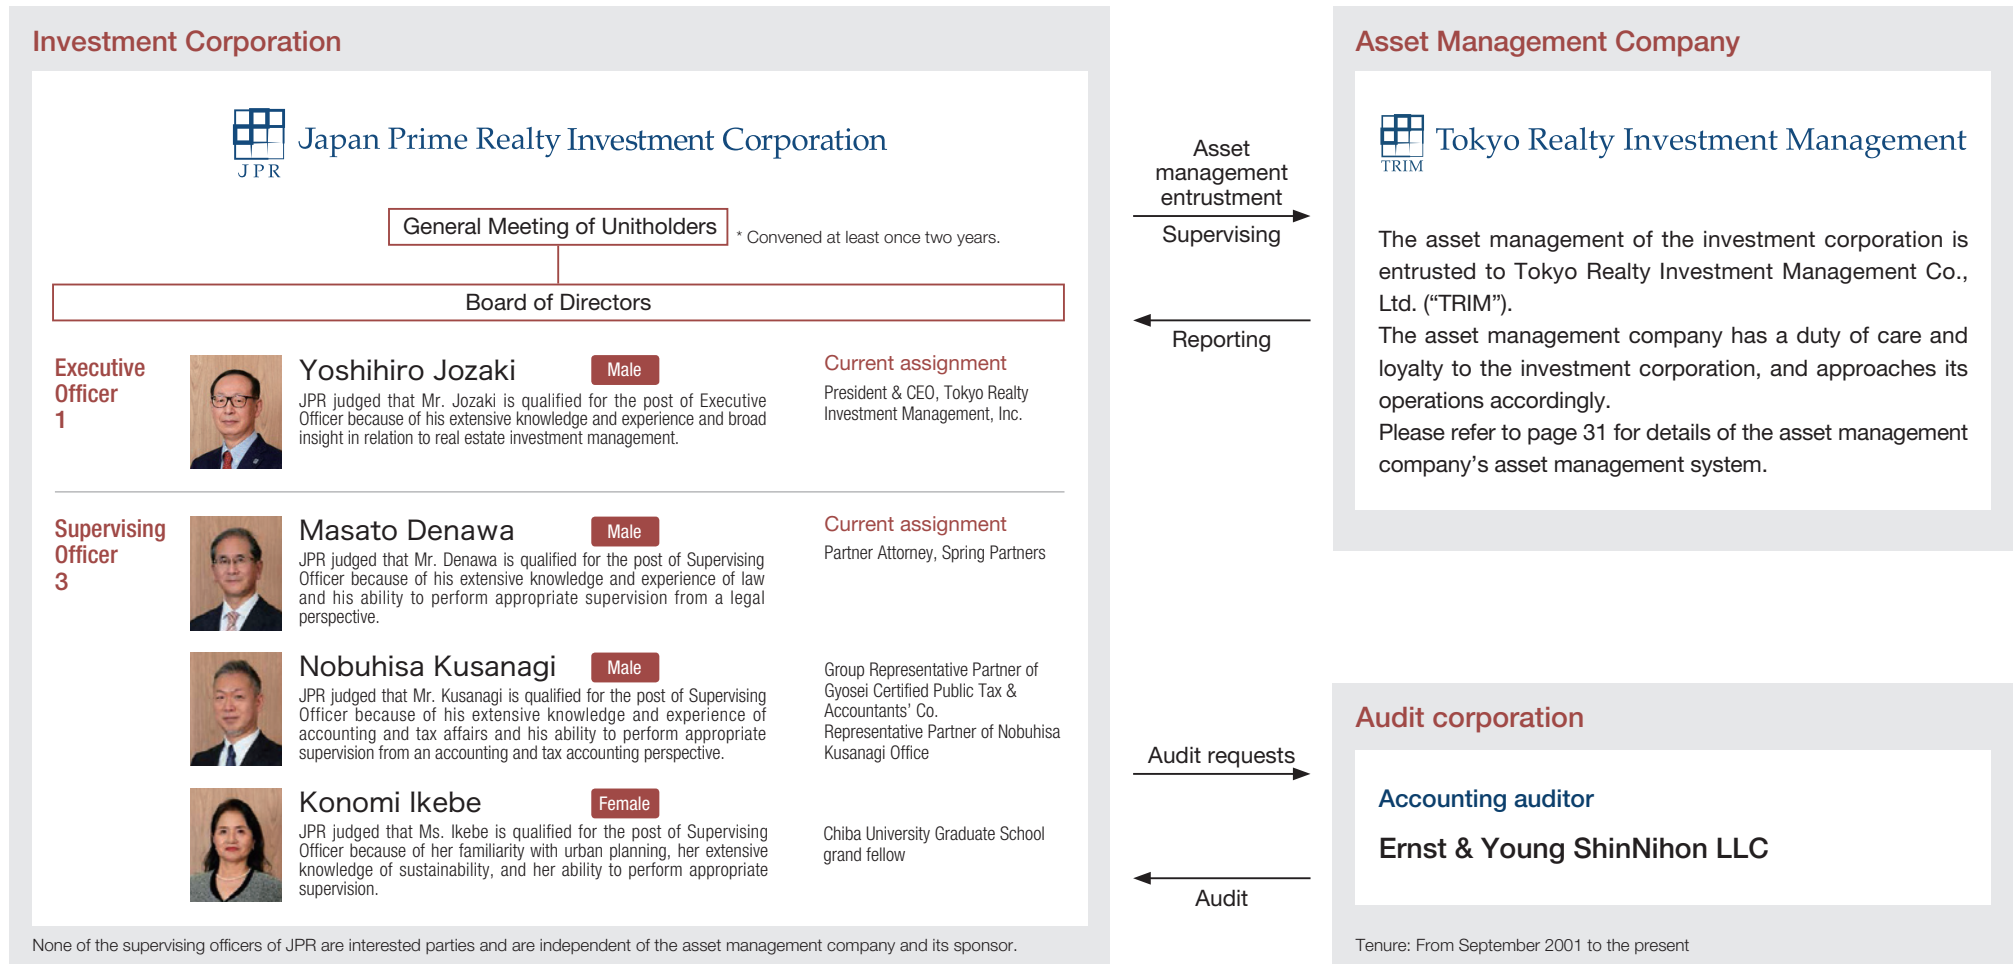 Investment Corporation
JPR
Japan Prime Realty Investment Corporation
General Meeting of Unitholders
* Convened at least once two years.
Board of Directors
Executive
Officer
1
Yoshihiro Jozaki
Male
JPR judged that Mr. Jozaki is qualified for the post of Executive
Officer because of his extensive knowledge and experience and broad
insight in relation to real estate investment management.
Current assignment
President & CEO, Tokyo Realty
Investment Management, Inc.
Supervising
Officer
3
Masato Denawa
Male
JPR judged that Mr. Denawa is qualified for the post of Supervising
Officer because of his extensive knowledge and experience of law
and his ability to perform appropriate supervision from a legal
perspective.
Current assignment
Partner Attorney, Spring Partners
Nobuhisa Kusanagi
Male
JPR judged that Mr. Kusanagi is qualified for the post of Supervising
Officer because of his extensive knowledge and experience of
accounting and tax affairs and his ability to perform appropriate
supervision from an accounting and tax accounting perspective.
Group Representative Partner of
Gyosei Certified Public Tax &
Accountants' Co.
Representative Partner of Nobuhisa
Kusanagi Office
Konomi Ikebe
Female
JPR judged that Ms. Ikebe is qualified for the post of Supervising
Officer because of her familiarity with urban planning, her extensive
knowledge of sustainability, and her ability to perform appropriate
supervision.
Chiba University Graduate School
grand fellow
None of the supervising officers of JPR are interested parties and are independent of the asset management company and its sponsor.
Asset
management
entrustment
Supervising
Reporting
Audit requests
Audit
Asset Management Company
TRIM
Tokyo Realty Investment Management
The asset management of the investment corporation is
entrusted to Tokyo Realty Investment Management Co.,
Ltd. (“TRIM”).
The asset management company has a duty of care and
loyalty to the investment corporation, and approaches its
operations accordingly.
Please refer to page 31 for details of the asset management
company’s asset management system.
Audit corporation
Accounting auditor
Ernst & Young ShinNihon LLC
Tenure: From September 2001 to the present